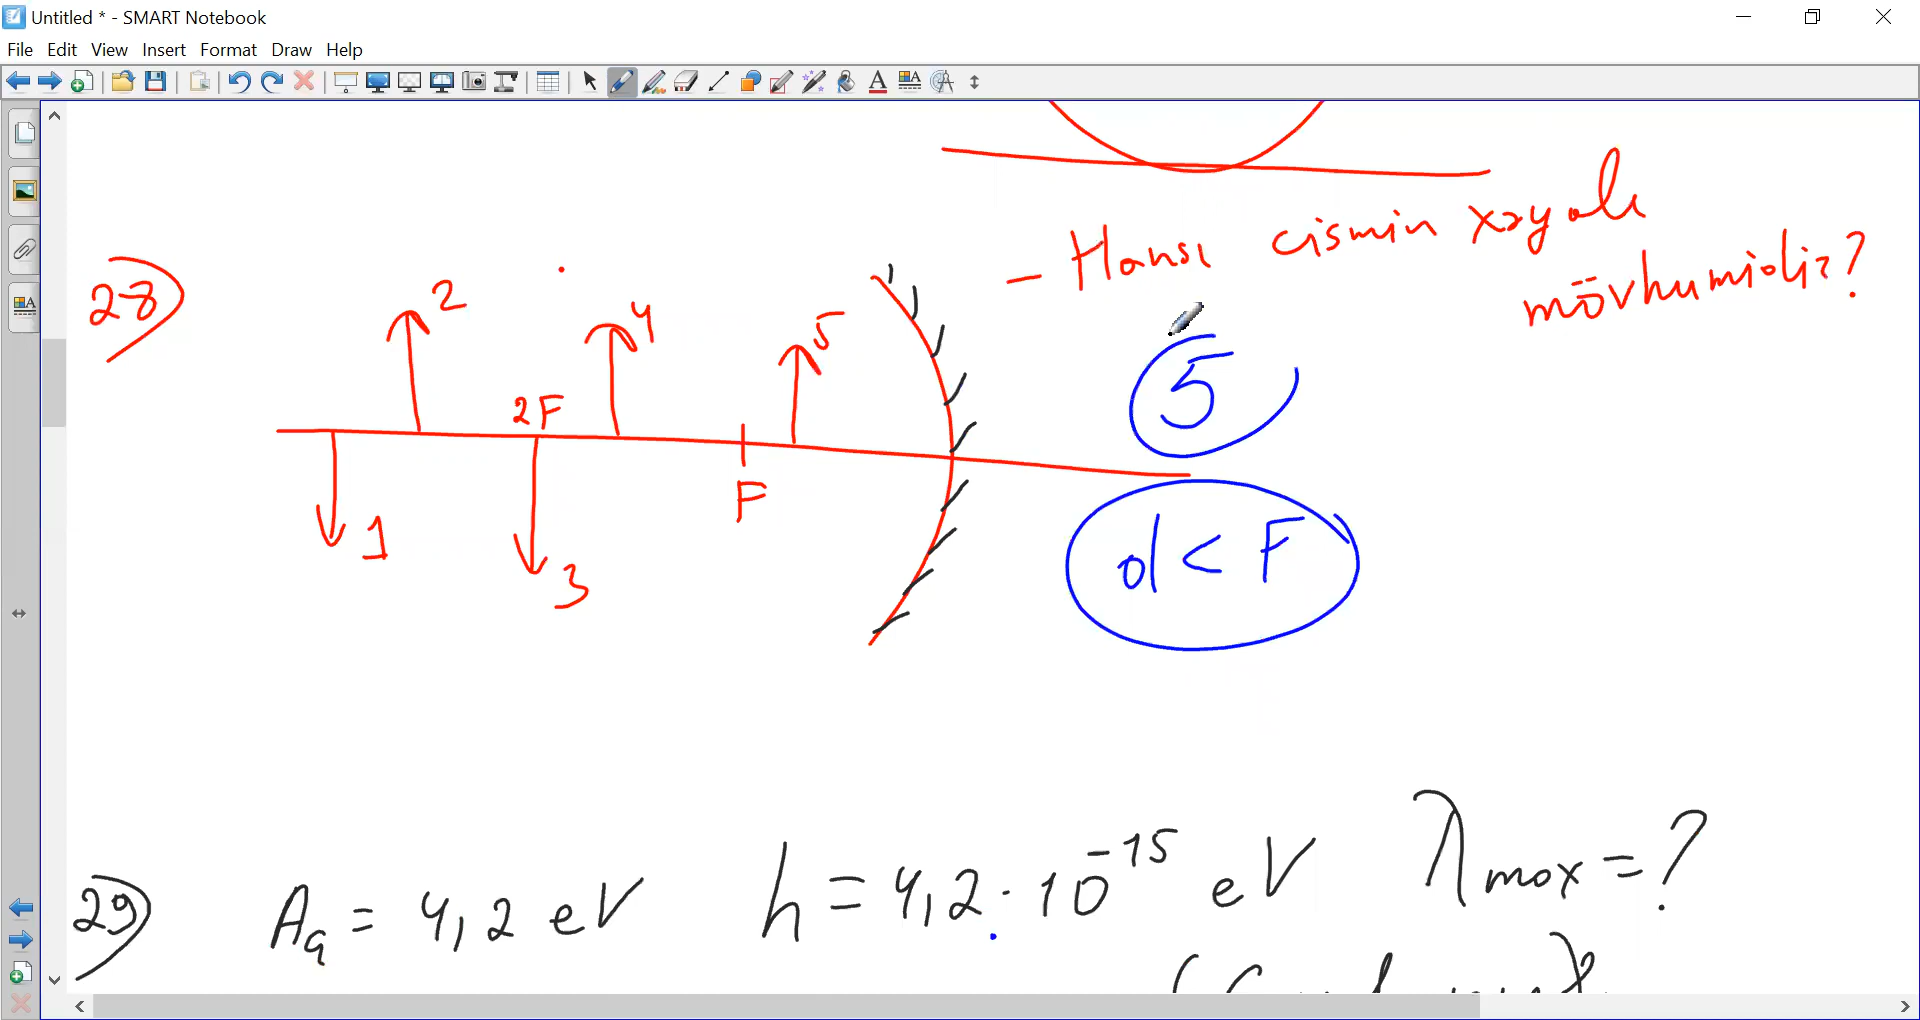 Untitled * - SMART Notebook
File Edit View Insert Format Draw Help
- Hansı cismin xəyalı
mövhumidir?
28)
2
4
5
2F
F
1
3
5
d < F
29)
Aq = 4,2 eV
h = 4,2 · 10⁻¹⁵ eV
λmax = ?